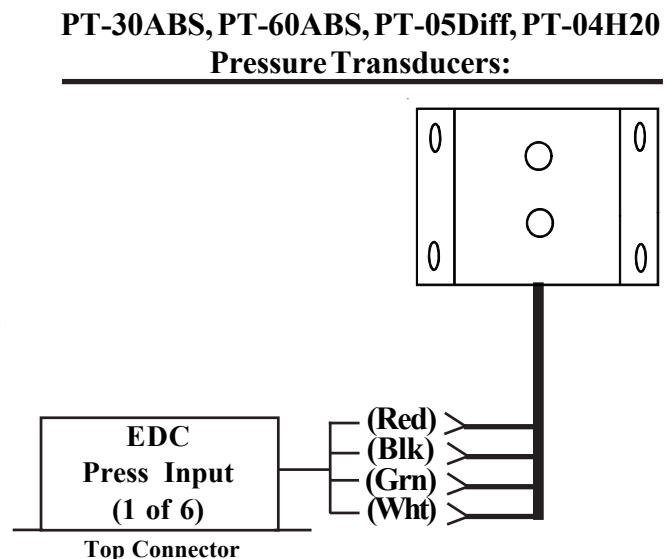 PT-30ABS, PT-60ABS, PT-05Diff, PT-04H20
Pressure Transducers:
EDC
Press Input
(1 of 6)
Top Connector
(Red)
(Blk)
(Grn)
(Wht)